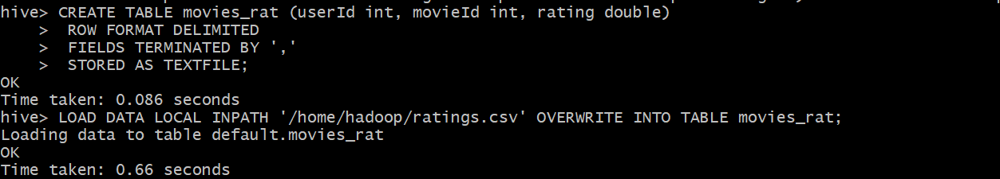 hive> CREATE TABLE movies_rat (userId int, movieId int, rating double)
    >  ROW FORMAT DELIMITED
    >  FIELDS TERMINATED BY ','
    >  STORED AS TEXTFILE;
OK
Time taken: 0.086 seconds
hive> LOAD DATA LOCAL INPATH '/home/hadoop/ratings.csv' OVERWRITE INTO TABLE movies_rat;
Loading data to table default.movies_rat
OK
Time taken: 0.66 seconds